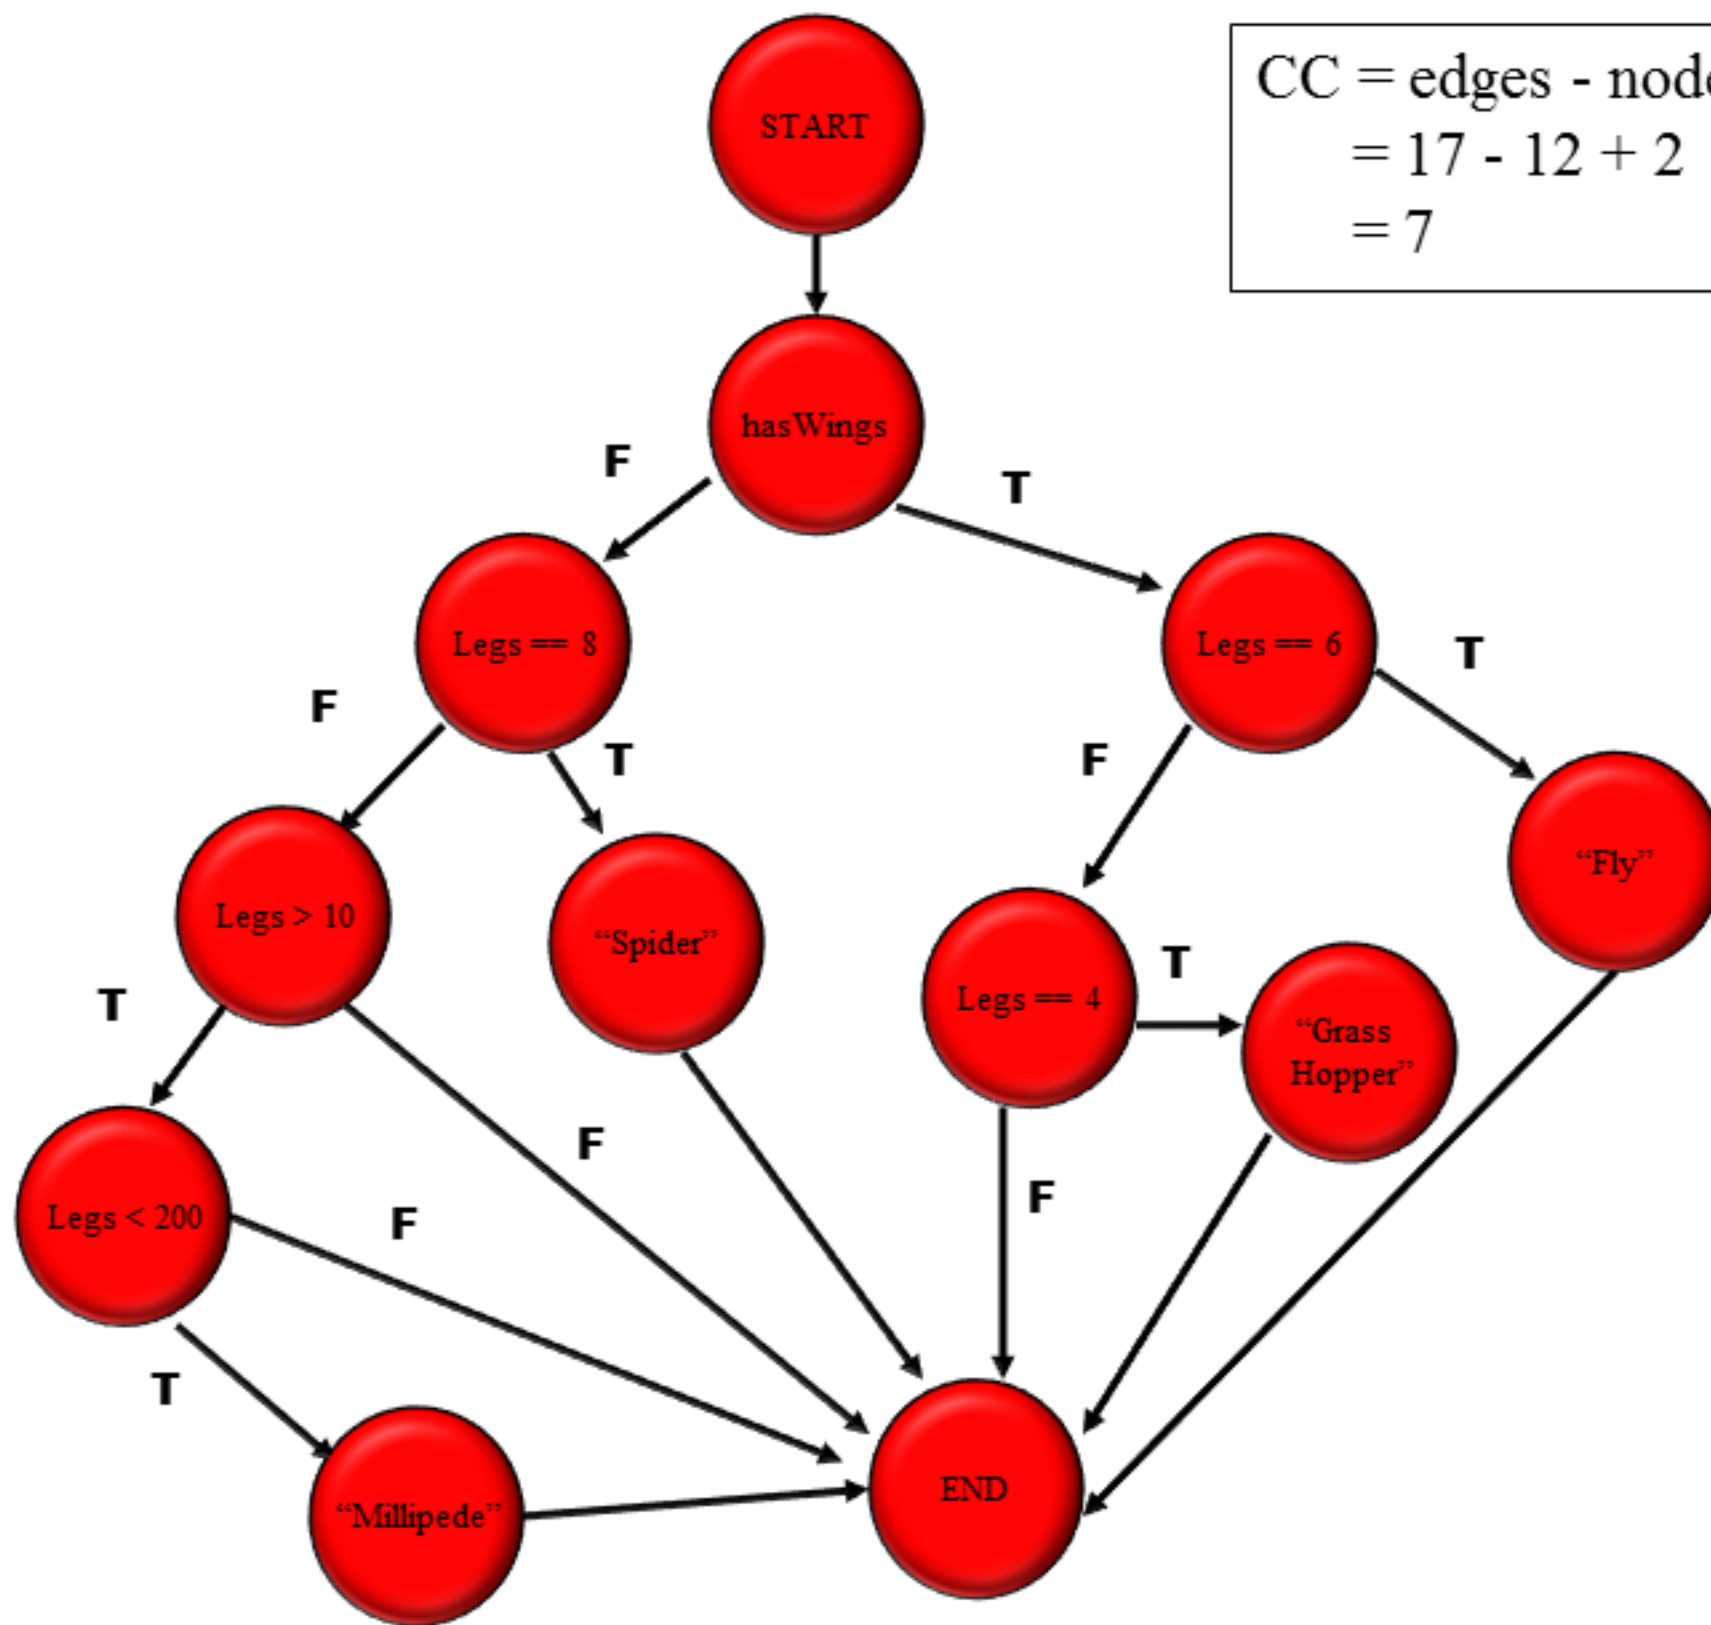 START
CC = edges - node
= 17 - 12 + 2
= 7
hasWings
F
T
Legs == 8
Legs == 6
F
T
F
T
Legs > 10
“Spider”
Legs == 4
T
“Grass
Hopper”
“Fly”
T
F
F
Legs < 200
F
T
“Millipede”
END